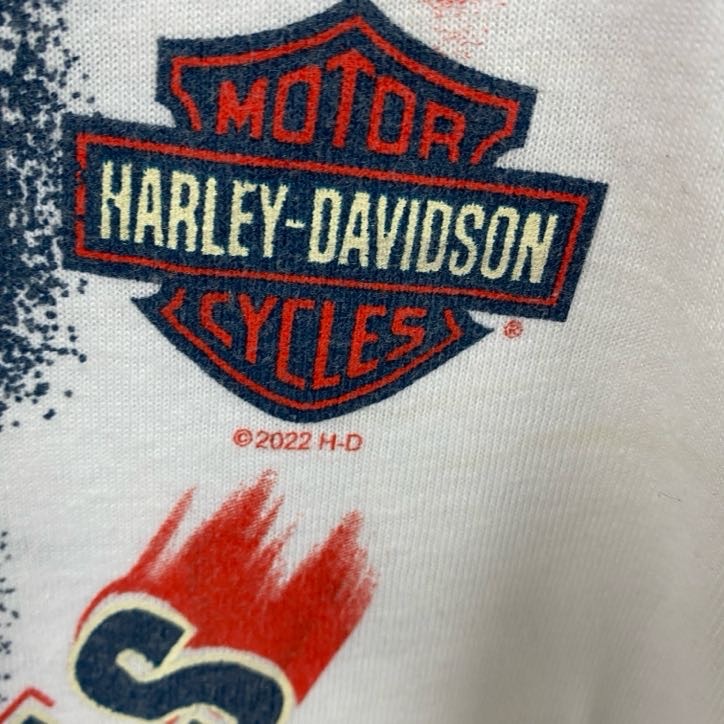 MOTOR
HARLEY-DAVIDSON
CYCLES
®
©2022 H-D
S